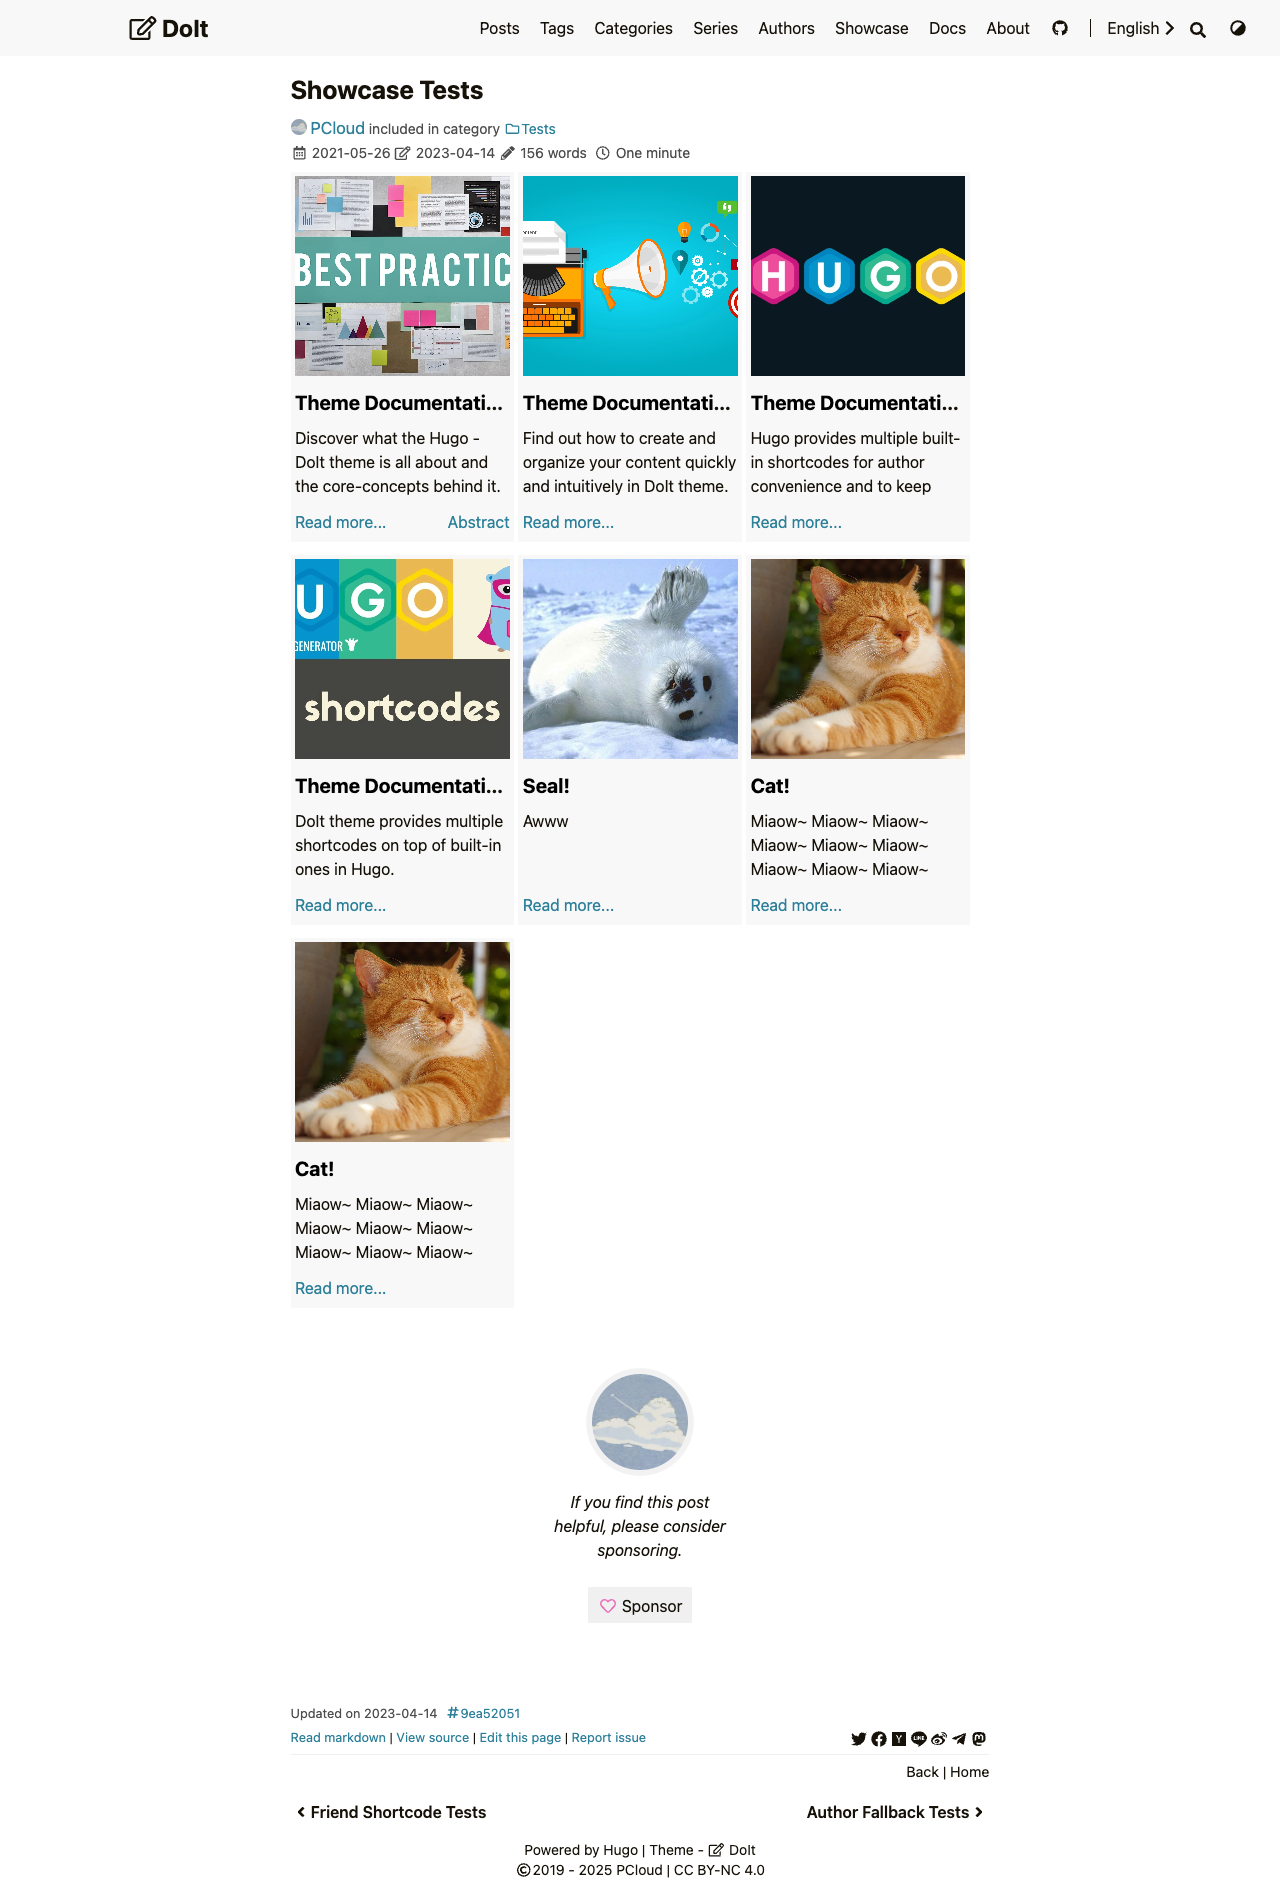 DoIt
Posts Tags Categories Series Authors Showcase Docs About English
Showcase Tests
PCloud included in category Tests
2021-05-26 2023-04-14 156 words One minute
BEST PRACTIC
HUGO
Theme Documentati...
Discover what the Hugo -
DoIt theme is all about and
the core-concepts behind it.
Read more... Abstract
Theme Documentati...
Find out how to create and
organize your content quickly
and intuitively in DoIt theme.
Read more...
Theme Documentati...
Hugo provides multiple built-
in shortcodes for author
convenience and to keep
Read more...
UGO
GENERATOR
shortcodes
Theme Documentati...
DoIt theme provides multiple
shortcodes on top of built-in
ones in Hugo.
Read more...
Seal!
Awww
Read more...
Cat!
Miaow~ Miaow~ Miaow~
Miaow~ Miaow~ Miaow~
Miaow~ Miaow~ Miaow~
Read more...
Cat!
Miaow~ Miaow~ Miaow~
Miaow~ Miaow~ Miaow~
Miaow~ Miaow~ Miaow~
Read more...
If you find this post
helpful, please consider
sponsoring.
Sponsor
Updated on 2023-04-14 #9ea52051
Read markdown | View source | Edit this page | Report issue
Back | Home
Friend Shortcode Tests
Author Fallback Tests
Powered by Hugo | Theme - DoIt
©2019 - 2025 PCloud | CC BY-NC 4.0